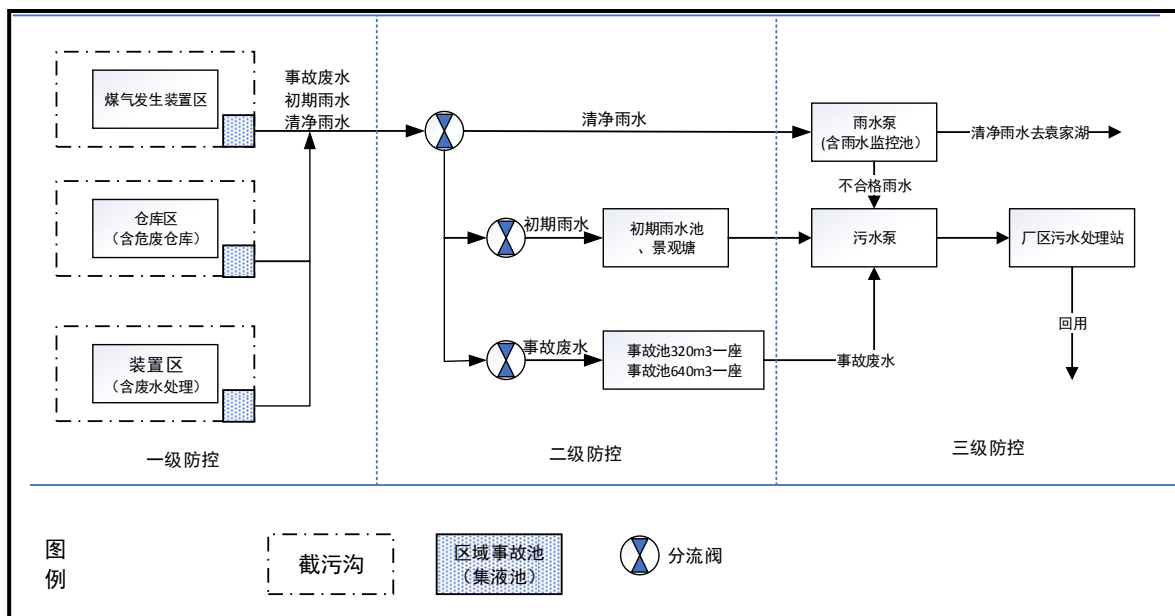 煤气发生装置区
事故废水
初期雨水
清净雨水
清净雨水
雨水泵
(含雨水监控池）
清净雨水去袁家湖
不合格雨水
仓库区
（含危废仓库）
初期雨水
初期雨水池
、景观塘
污水泵
厂区污水处理站
回用
装置区
（含废水处理）
事故废水
事故池320m3一座
事故池640m3一座
事故废水
一级防控
二级防控
三级防控
图
例
截污沟
区域事故池
（集液池）
分流阀